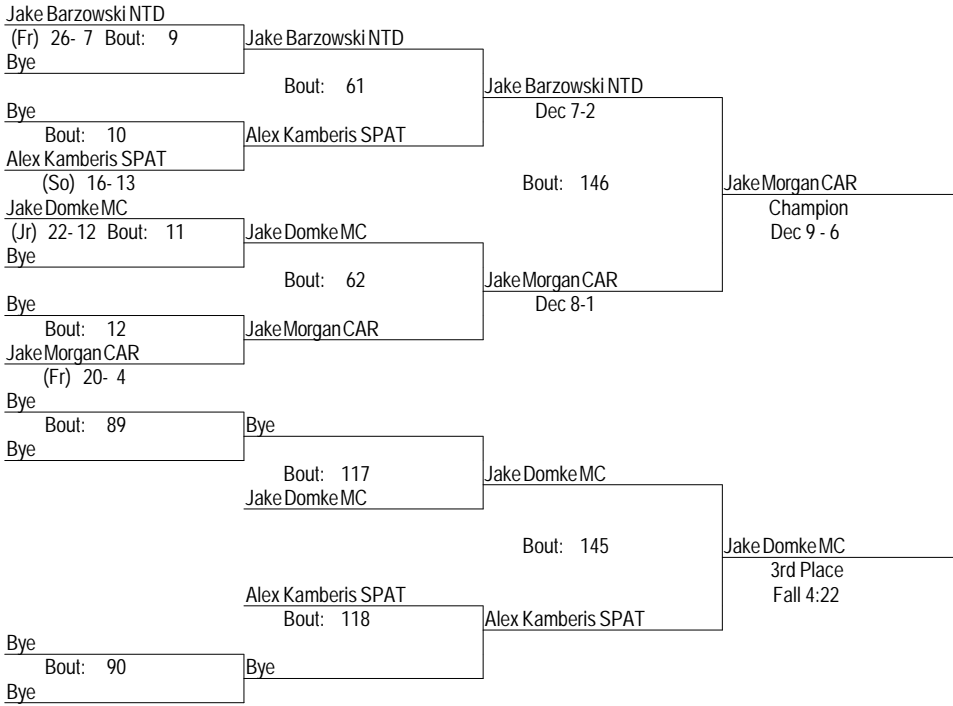 Jake Barzowski NTD
(Fr) 26- 7 Bout: 9
Jake Barzowski NTD
Bye
Bout: 61
Jake Barzowski NTD
Bye
Dec 7-2
Bout: 10
Alex Kamberis SPAT
Alex Kamberis SPAT
(So) 16- 13
Bout: 146
Jake Morgan CAR
Jake Domke MC
Champion
(Jr) 22- 12 Bout: 11
Jake Domke MC
Dec 9 - 6
Bye
Bout: 62
Jake Morgan CAR
Bye
Dec 8-1
Bout: 12
Jake Morgan CAR
Jake Morgan CAR
(Fr) 20- 4
Bye
Bout: 89
Bye
Bye
Bout: 117
Jake Domke MC
Jake Domke MC
Bout: 145
Jake Domke MC
3rd Place
Alex Kamberis SPAT
Fall 4:22
Bout: 118
Alex Kamberis SPAT
Bye
Bout: 90
Bye
Bye